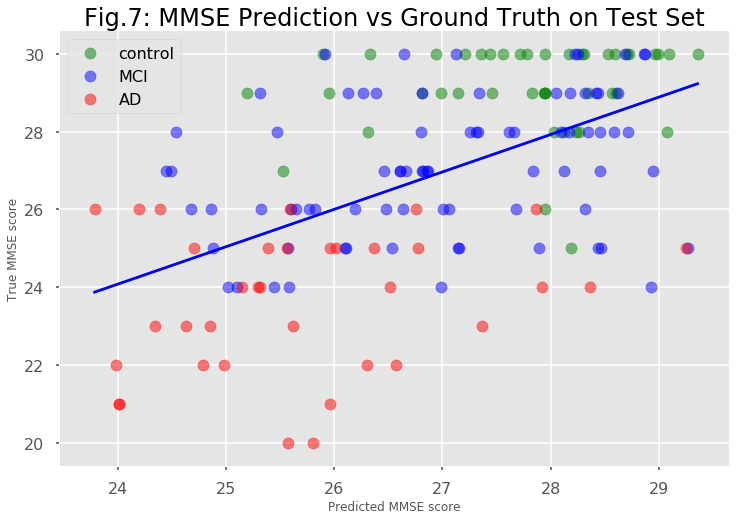 Fig.7: MMSE Prediction vs Ground Truth on Test Set
control
MCI
AD
True MMSE score
30
28
26
24
22
20
24 25 26 27 28 29
Predicted MMSE score